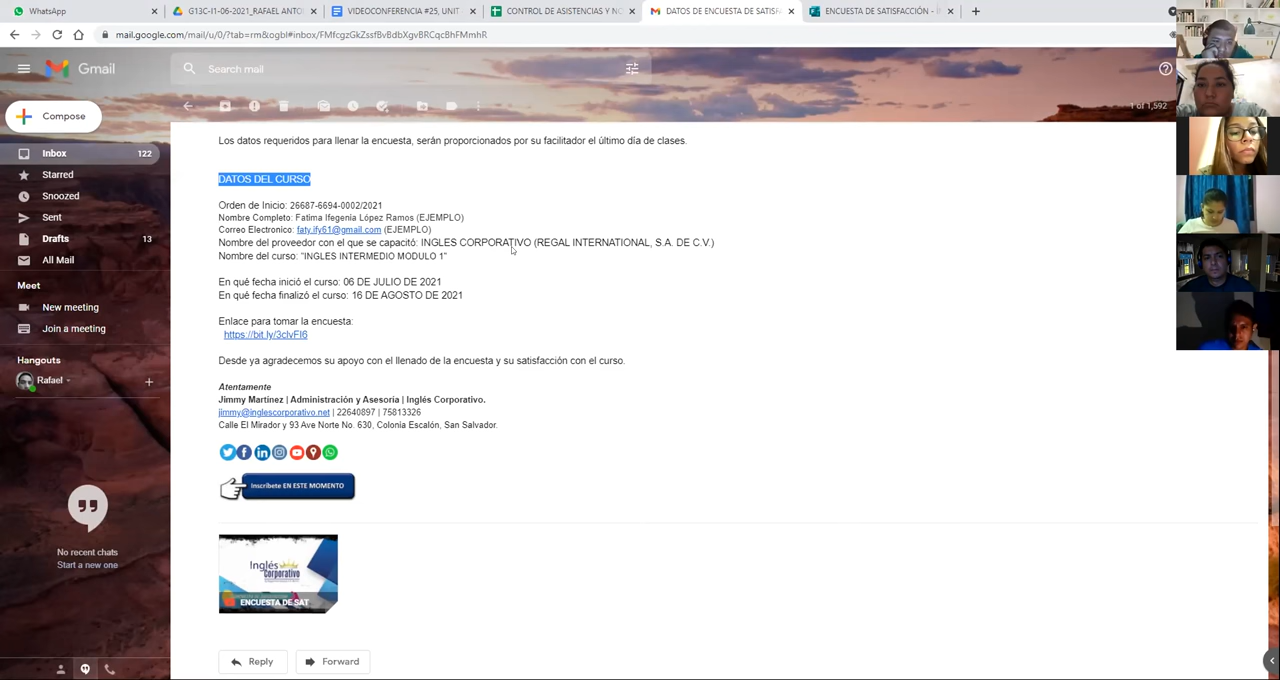 WhatsApp
G13C-I1-06-2021_RAFAEL ANTO
VIDEOCONFERENCIA #25, UNIT
CONTROL DE ASISTENCIAS Y NO
DATOS DE ENCUESTA DE SATISF
ENCUESTA DE SATISFACCIÓN - 
mail.google.com/mail/u/0/?tab=rm&ogbl#inbox/FMfcgzGkZssfBvBdbXgvBRCqcBhFMmhR
Gmail
Search mail
Compose
1 of 1,592
Inbox 122
Starred
Snoozed
Sent
Drafts 13
All Mail
Meet
New meeting
Join a meeting
Hangouts
Rafael
No recent chats
Start a new one
Los datos requeridos para llenar la encuesta, serán proporcionados por su facilitador el último día de clases.
DATOS DEL CURSO
Orden de Inicio: 26687-6694-0002/2021
Nombre Completo: Fatima Ifegenia López Ramos (EJEMPLO)
Correo Electronico: faty.ify61@gmail.com (EJEMPLO)
Nombre del proveedor con el que se capacitó: INGLES CORPORATIVO (REGAL INTERNATIONAL, S.A. DE C.V.)
Nombre del curso: "INGLES INTERMEDIO MODULO 1"
En qué fecha inició el curso: 06 DE JULIO DE 2021
En qué fecha finalizó el curso: 16 DE AGOSTO DE 2021
Enlace para tomar la encuesta:
https://bit.ly/3clvFI6
Desde ya agradecemos su apoyo con el llenado de la encuesta y su satisfacción con el curso.
Atentamente
Jimmy Martínez | Administración y Asesoría | Inglés Corporativo.
jimmy@inglescorporativo.net | 22640897 | 75813326
Calle El Mirador y 93 Ave Norte No. 630, Colonia Escalón, San Salvador.
Inscríbete EN ESTE MOMENTO
Inglés
Corporativo
ENCUESTA DE SAT
Reply
Forward